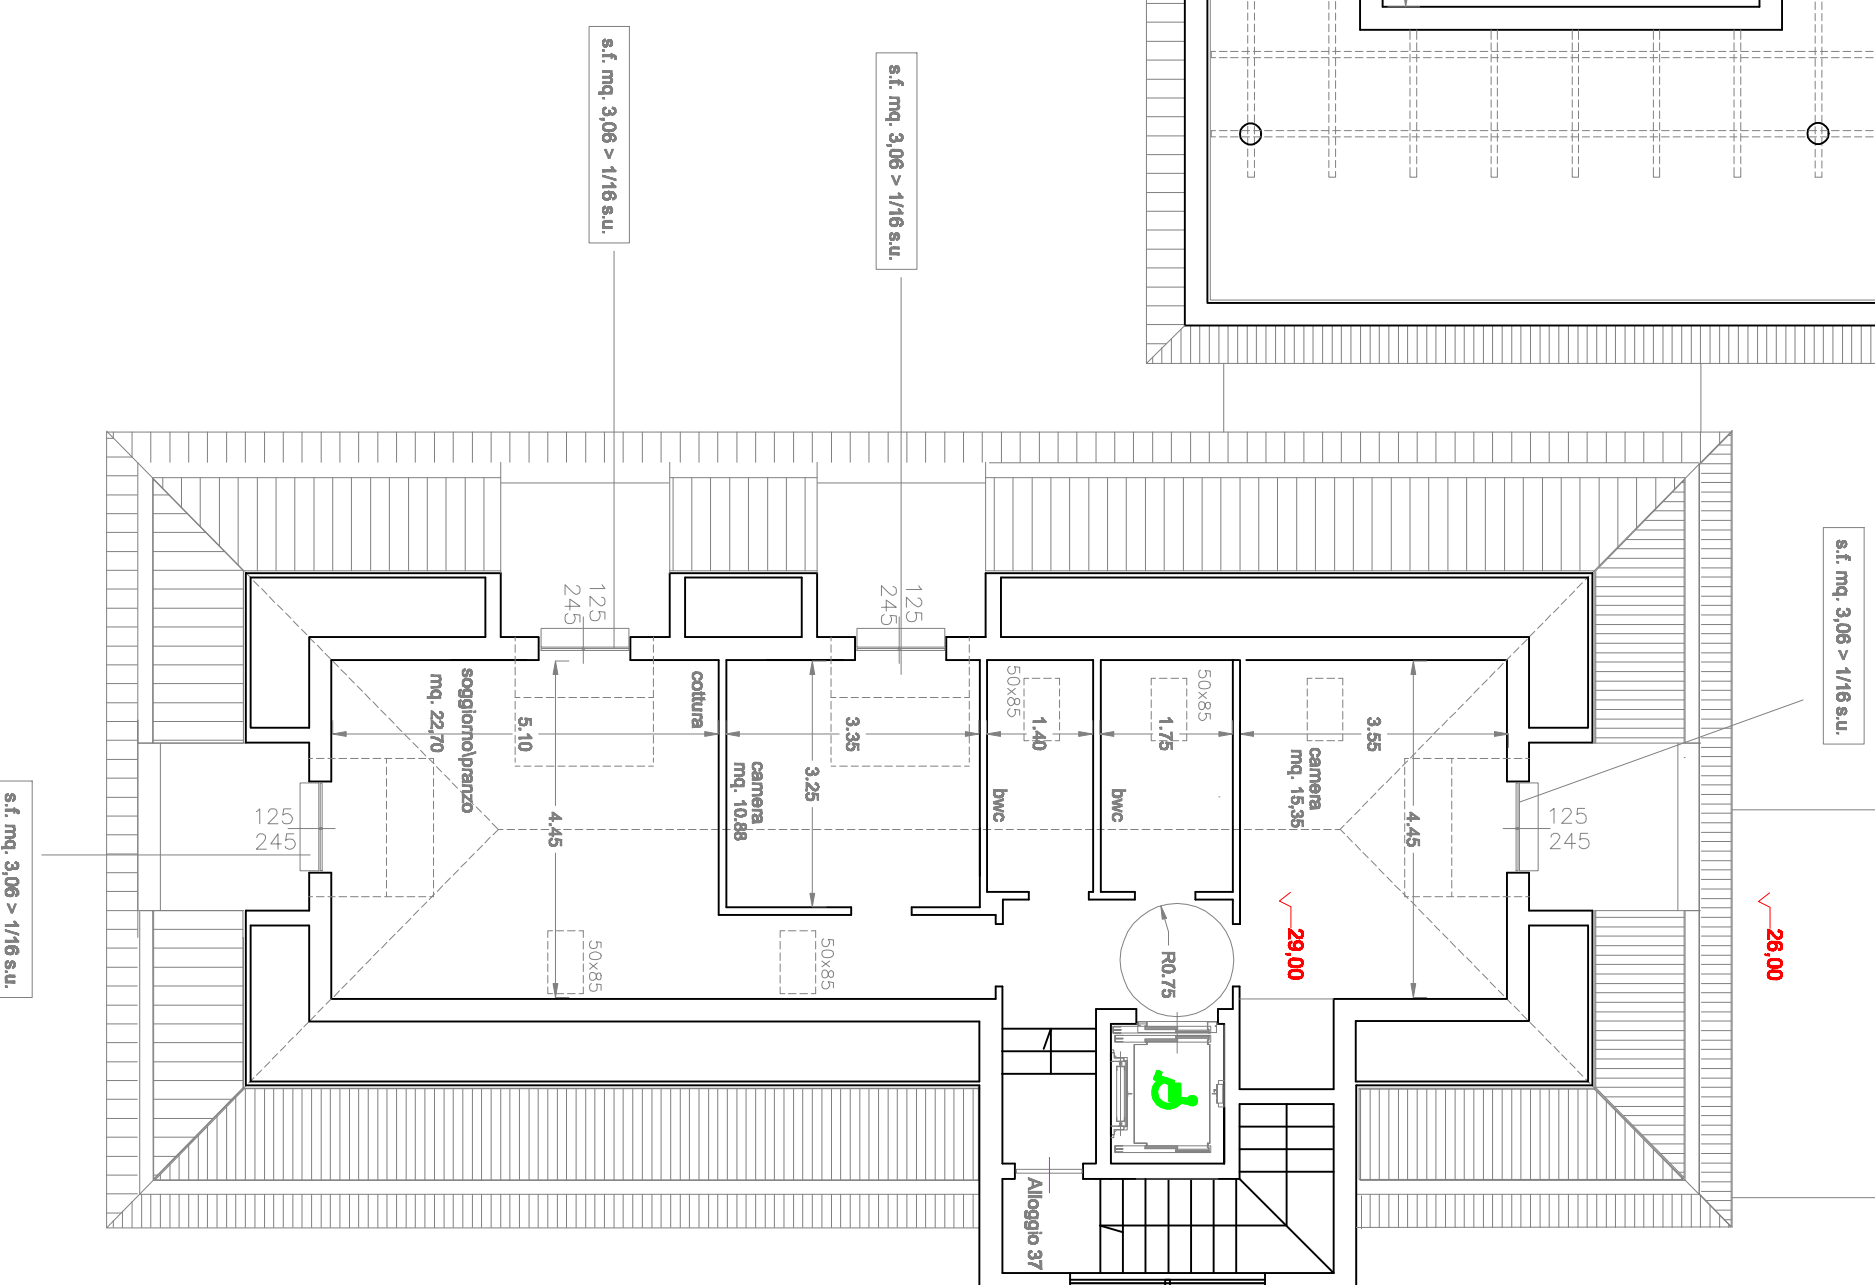 s.f. mq. 3,06 > 1/16 s.u.
s.f. mq. 3,06 > 1/16 s.u.
s.f. mq. 3,06 > 1/16 s.u.
s.f. mq. 3,06 > 1/16 s.u.
125
245
125
245
125
245
125
245
soggiorno\pranzo
mq. 22,70
5.10
4.45
cottura
camera
mq. 10.88
3.35
3.25
50x85
1.40
bwc
50x85
1.75
bwc
3.55
camera
mq. 15,35
4.45
50x85
50x85
R0.75
29,00
26,00
Alloggio 37